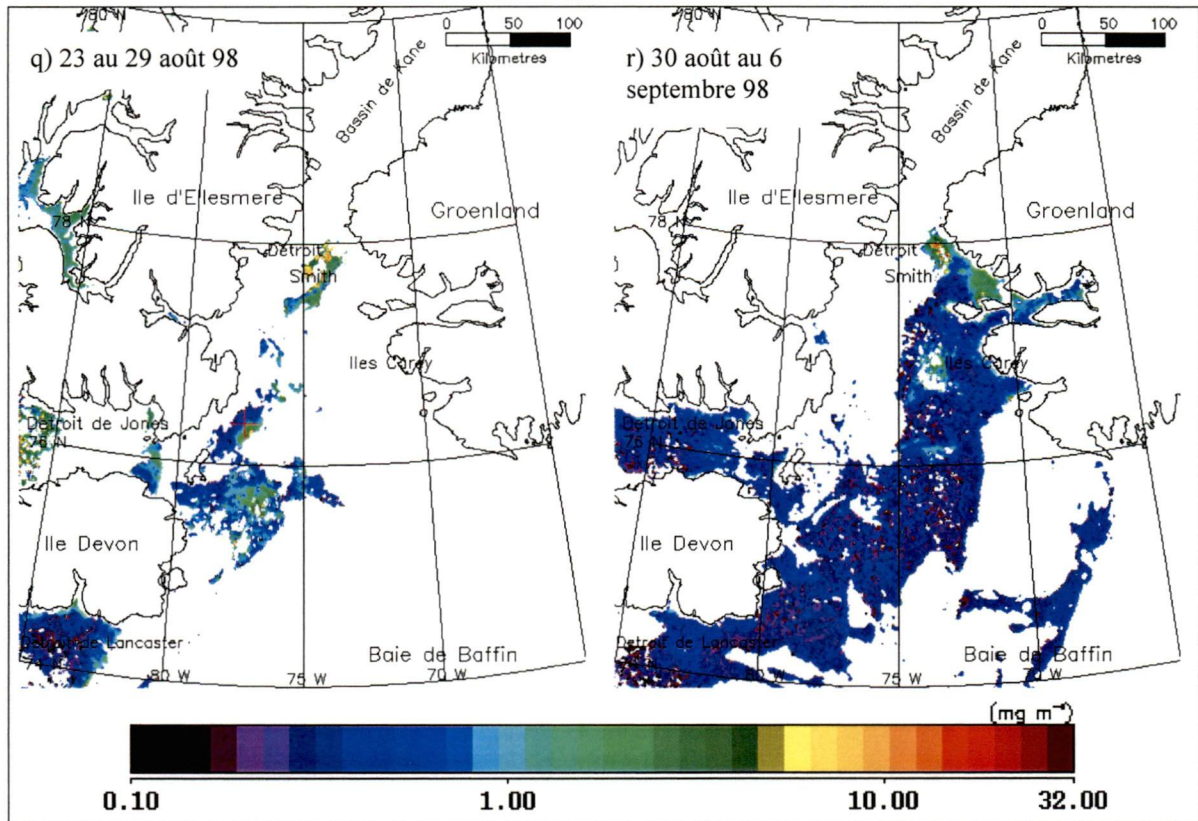 80 N
0 50 100
Kilometres
q) 23 au 29 août 98
Bassin de Kane
Ile d'Ellesmere
78 N
Groenland
Détroit
Smith
Iles Carey
Détroit de Jones
76 N
Ile Devon
Détroit de Lancaster
74 N
Baie de Baffin
80 W
75 W
70 W
80 N
0 50 100
Kilometres
r) 30 août au 6
septembre 98
Bassin de Kane
Ile d'Ellesmere
78 N
Groenland
Détroit
Smith
Iles Carey
Détroit de Jones
76 N
Ile Devon
Détroit de Lancaster
Baie de Baffin
80 W
75 W
70 W
(mg m⁻³)
0.10 1.00 10.00 32.00